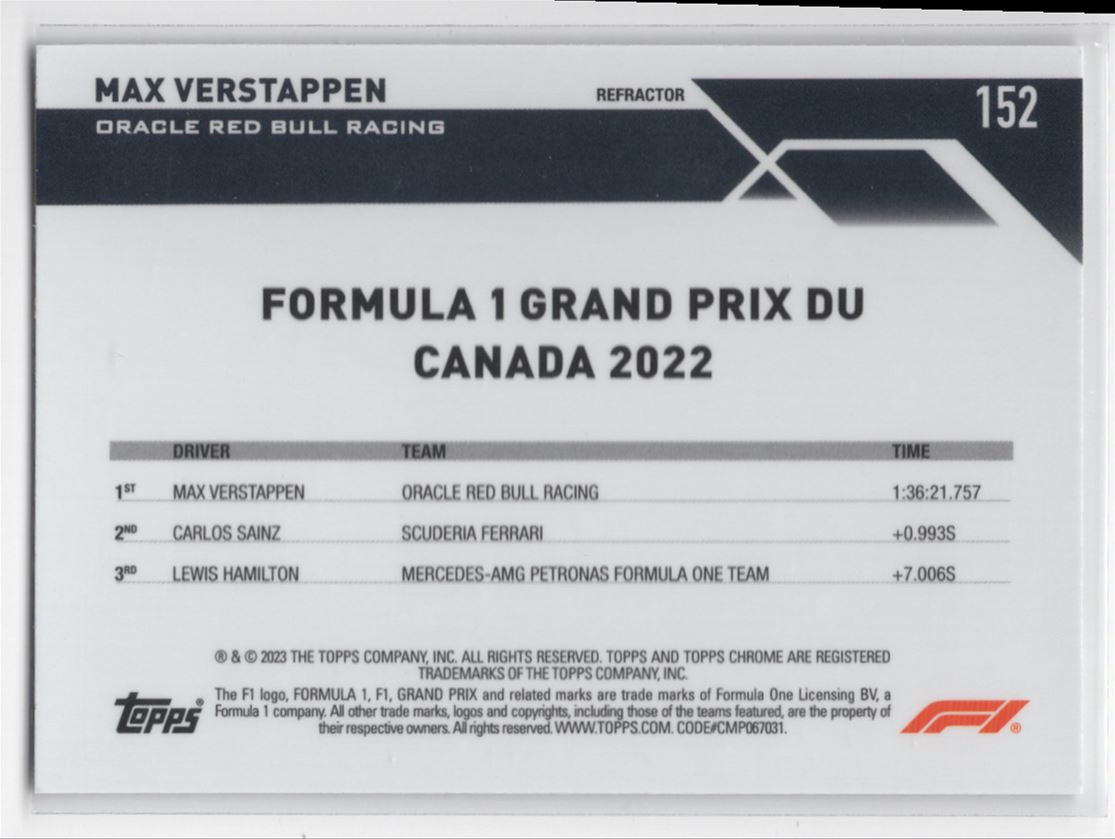 MAX VERSTAPPEN
REFRACTOR
152
ORACLE RED BULL RACING
FORMULA 1 GRAND PRIX DU
CANADA 2022
DRIVER TEAM TIME
1ST MAX VERSTAPPEN ORACLE RED BULL RACING 1:36:21.757
2ND CARLOS SAINZ SCUDERIA FERRARI +0.993S
3RD LEWIS HAMILTON MERCEDES-AMG PETRONAS FORMULA ONE TEAM +7.006S
® & © 2023 THE TOPPS COMPANY, INC. ALL RIGHTS RESERVED. TOPPS AND TOPPS CHROME ARE REGISTERED
TRADEMARKS OF THE TOPPS COMPANY, INC.
The F1 logo, FORMULA 1, F1, GRAND PRIX and related marks are trade marks of Formula One Licensing BV, a
Formula 1 company. All other trade marks, logos and copyrights, including those of the teams featured, are the property of
their respective owners. All rights reserved. WWW.TOPPS.COM. CODE#CMP067031.
Topps®
F1®